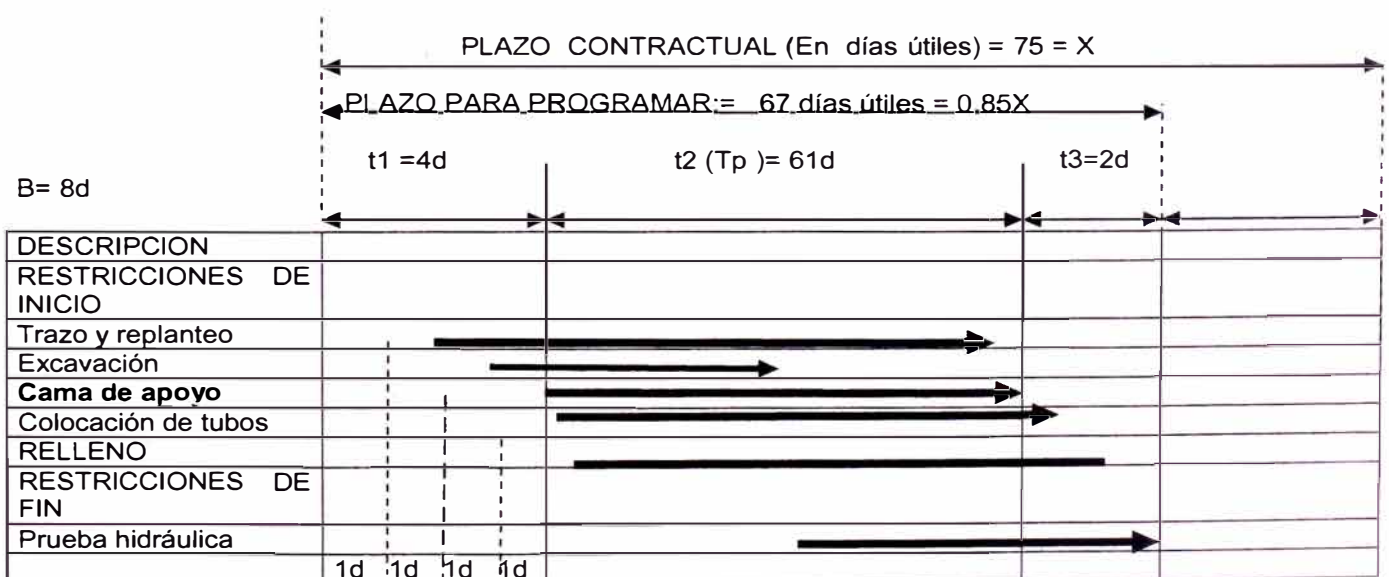 PLAZO CONTRACTUAL (En días útiles) = 75 = X
PLAZO PARA PROGRAMAR:= 67 días útiles = 0.85X
t1 =4d t2 (Tp )= 61d t3=2d
B= 8d
DESCRIPCION
RESTRICCIONES DE
INICIO
Trazo y replanteo
Excavación
Cama de apoyo
Colocación de tubos
RELLENO
RESTRICCIONES DE
FIN
Prueba hidráulica
1d 1d 1d 1d